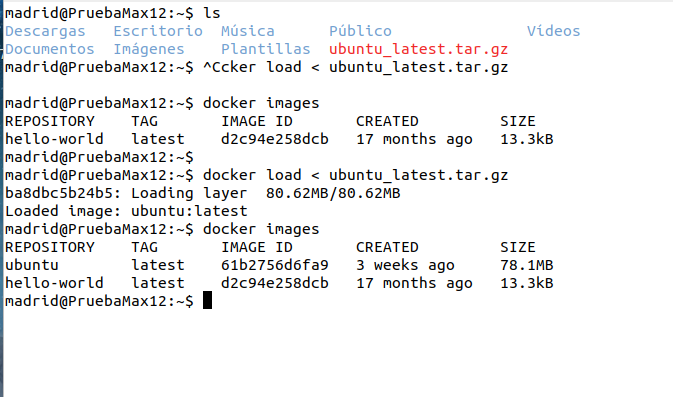 madrid@PruebaMax12:~$ ls
Descargas   Escritorio  Música      Público                  Vídeos
Documentos  Imágenes    Plantillas  ubuntu_latest.tar.gz
madrid@PruebaMax12:~$ ^Ccker load < ubuntu_latest.tar.gz

madrid@PruebaMax12:~$ docker images
REPOSITORY    TAG       IMAGE ID       CREATED         SIZE
hello-world   latest    d2c94e258dcb   17 months ago   13.3kB
madrid@PruebaMax12:~$
madrid@PruebaMax12:~$ docker load < ubuntu_latest.tar.gz
ba8dbc5b24b5: Loading layer  80.62MB/80.62MB
Loaded image: ubuntu:latest
madrid@PruebaMax12:~$ docker images
REPOSITORY    TAG       IMAGE ID       CREATED         SIZE
ubuntu        latest    61b2756d6fa9   3 weeks ago     78.1MB
hello-world   latest    d2c94e258dcb   17 months ago   13.3kB
madrid@PruebaMax12:~$